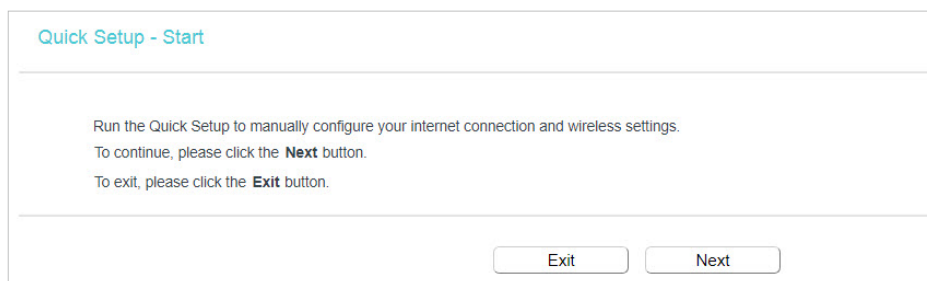 Quick Setup - Start
Run the Quick Setup to manually configure your internet connection and wireless settings.
To continue, please click the Next button.
To exit, please click the Exit button.
Exit Next